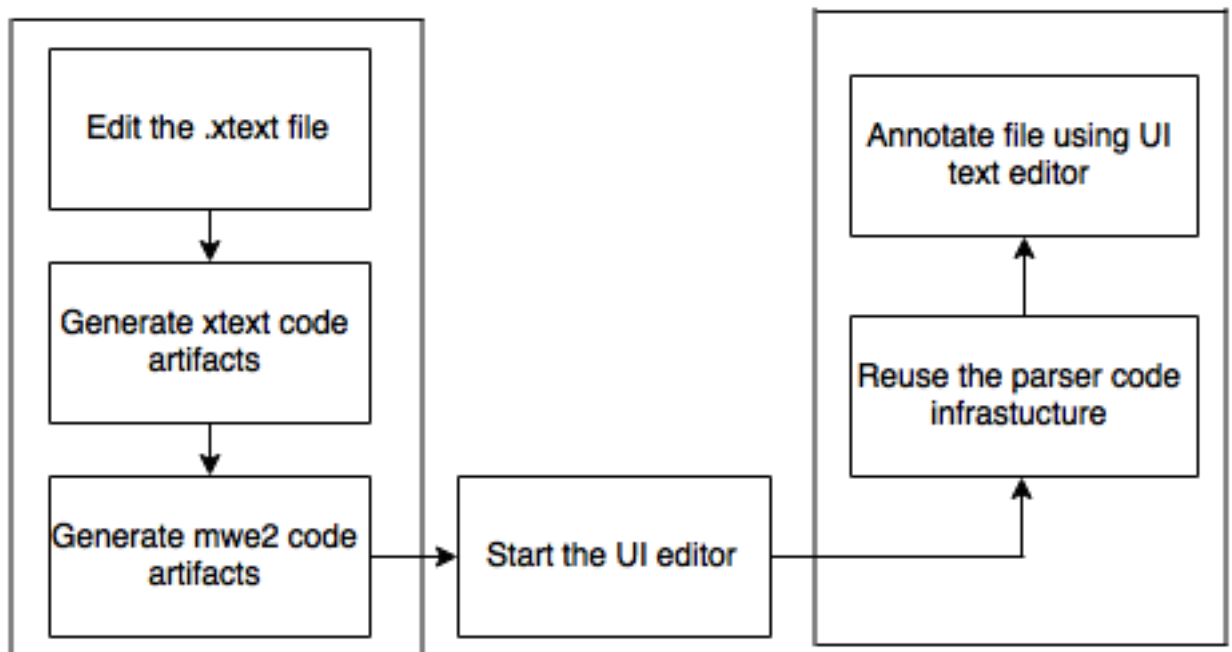 Edit the .xtext file
Generate xtext code
artifacts
Generate mwe2 code
artifacts
Start the UI editor
Reuse the parser code
infrastucture
Annotate file using UI
text editor